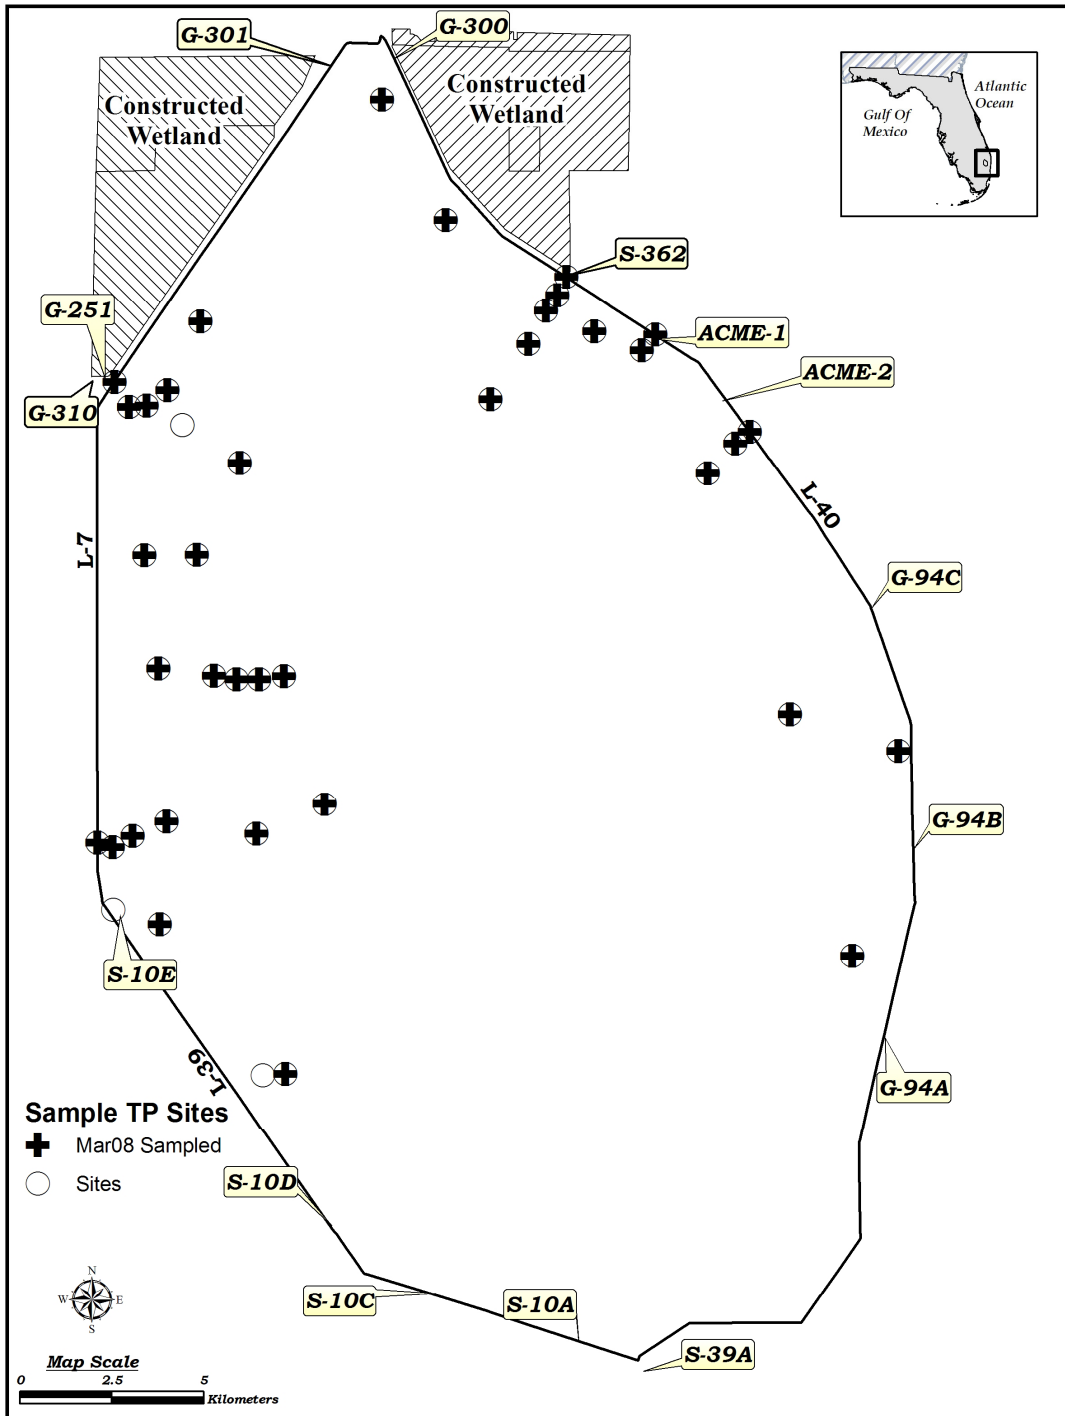 G-301
G-300
Constructed
Wetland
Constructed
Wetland
Gulf Of
Mexico
Atlantic
Ocean
S-362
G-251
ACME-1
ACME-2
G-310
L-40
L-7
G-94C
G-94B
S-10E
L-39
G-94A
Sample TP Sites
Mar08 Sampled
Sites
S-10D
N
W
E
S
S-10C
S-10A
S-39A
Map Scale
0 2.5 5
Kilometers